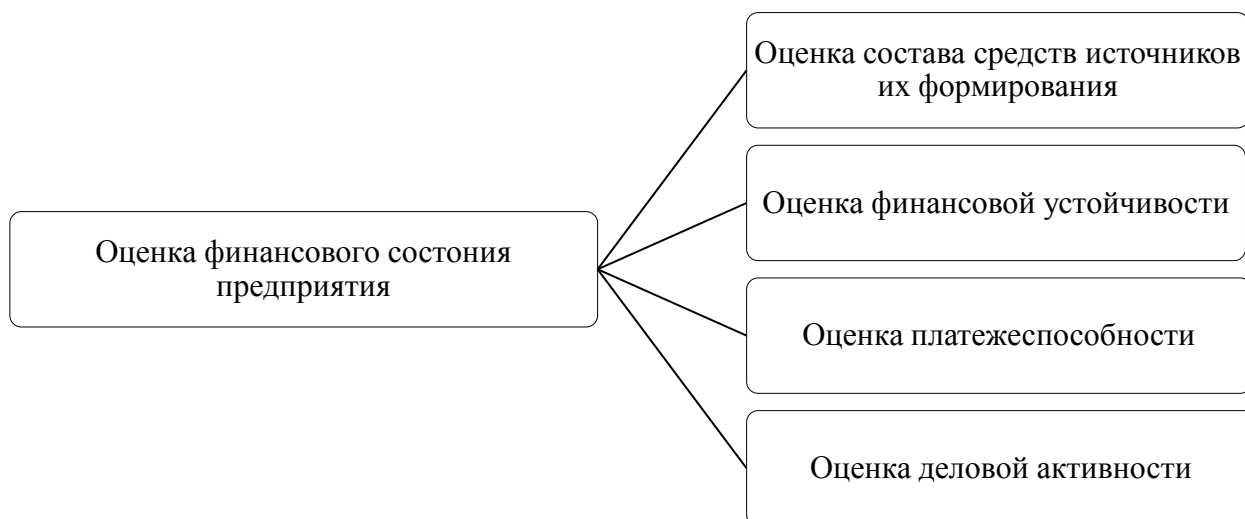 Оценка финансового состония
предприятия
Оценка состава средств источников
их формирования
Оценка финансовой устойчивости
Оценка платежеспособности
Оценка деловой активности